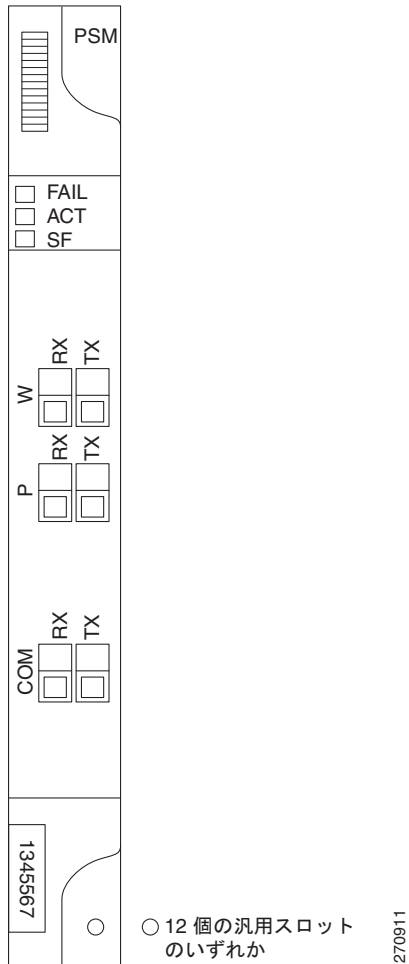 PSM
FAIL
ACT
SF
W
RX
TX
P
RX
TX
COM
RX
TX
1345567
12 個の汎用スロット
のいずれか
270911